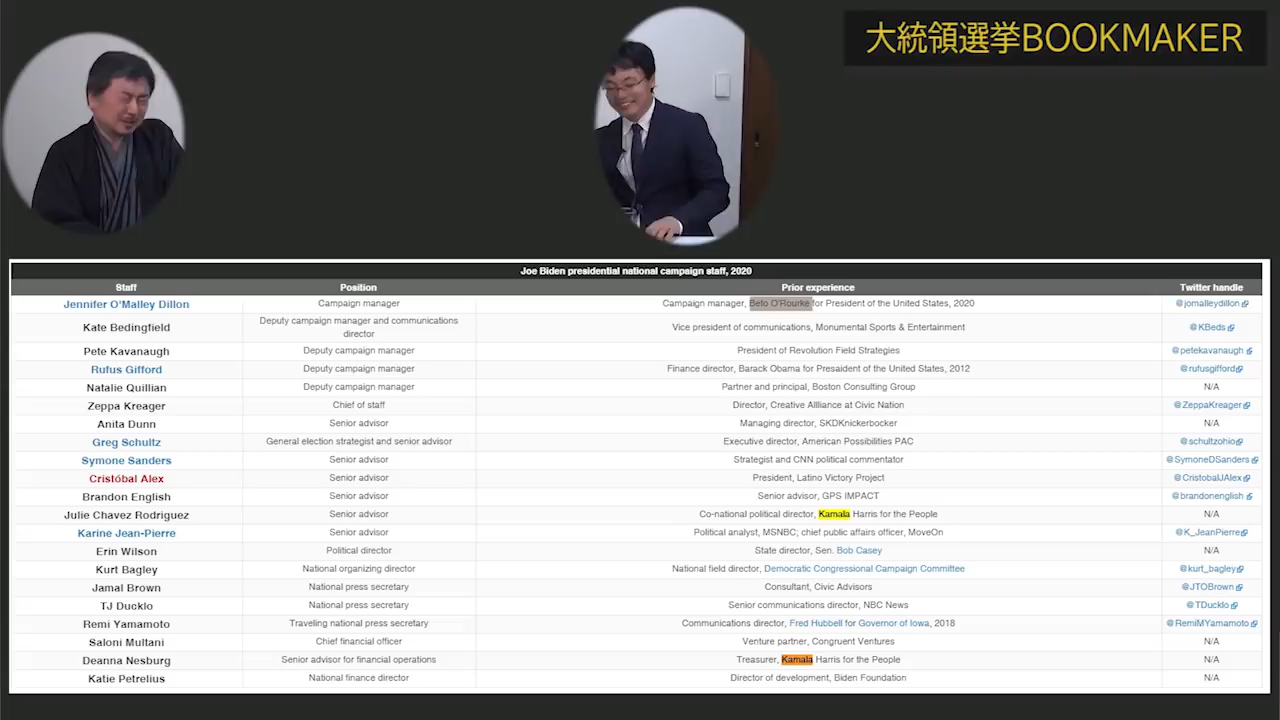 大統領選挙BOOKMAKER
Joe Biden presidential national campaign staff, 2020
Staff Position Prior experience Twitter handle
Jennifer O'Malley Dillon Campaign manager Campaign manager, Beto O'Rourke for President of the United States, 2020 @jomalleydillon
Kate Bedingfield Deputy campaign manager and communications director Vice president of communications, Monumental Sports & Entertainment @KBeds
Pete Kavanaugh Deputy campaign manager President of Revolution Field Strategies @petekavanaugh
Rufus Gifford Deputy campaign manager Finance director, Barack Obama for President of the United States, 2012 @rufusgifford
Natalie Quillian Deputy campaign manager Partner and principal, Boston Consulting Group N/A
Zeppa Kreager Chief of staff Director, Creative Allliance at Civic Nation @ZeppaKreager
Anita Dunn Senior advisor Managing director, SKDKnickerbocker N/A
Greg Schultz General election strategist and senior advisor Executive director, American Possibilities PAC @schultzohio
Symone Sanders Senior advisor Strategist and CNN political commentator @SymoneDSanders
Cristóbal Alex Senior advisor President, Latino Victory Project @CristobalJAlex
Brandon English Senior advisor Senior advisor, GPS IMPACT @brandonenglish
Julie Chavez Rodriguez Senior advisor Co-national political director, Kamala Harris for the People N/A
Karine Jean-Pierre Senior advisor Political analyst, MSNBC; chief public affairs officer, MoveOn @K_JeanPierre
Erin Wilson Political director State director, Sen. Bob Casey N/A
Kurt Bagley National organizing director National field director, Democratic Congressional Campaign Committee @kurt_bagley
Jamal Brown National press secretary Consultant, Civic Advisors @JTOBrown
TJ Ducklo National press secretary Senior communications director, NBC News @TDucklo
Remi Yamamoto Traveling national press secretary Communications director, Fred Hubbell for Governor of Iowa, 2018 @RemiMYamamoto
Saloni Multani Chief financial officer Venture partner, Congruent Ventures N/A
Deanna Nesburg Senior advisor for financial operations Treasurer, Kamala Harris for the People N/A
Katie Petrelius National finance director Director of development, Biden Foundation N/A